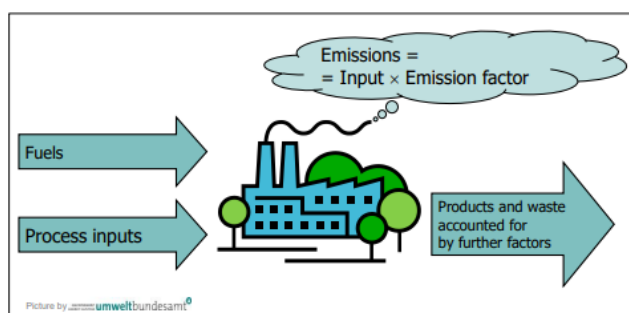 Emissions =
= Input × Emission factor
Fuels
Process inputs
Products and waste
accounted for
by further factors
Picture by umweltbundesamt